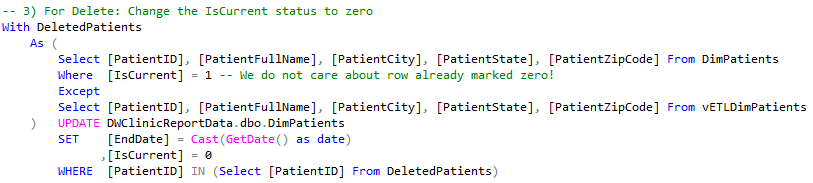 -- 3) For Delete: Change the IsCurrent status to zero
With DeletedPatients
    As (
        Select [PatientID], [PatientFullName], [PatientCity], [PatientState], [PatientZipCode] From DimPatients
        Where  [IsCurrent] = 1 -- We do not care about row already marked zero!
        Except
        Select [PatientID], [PatientFullName], [PatientCity], [PatientState], [PatientZipCode] From vETLDimPatients
    )   UPDATE DWClinicReportData.dbo.DimPatients
        SET    [EndDate] = Cast(GetDate() as date)
              ,[IsCurrent] = 0
        WHERE  [PatientID] IN (Select [PatientID] From DeletedPatients)